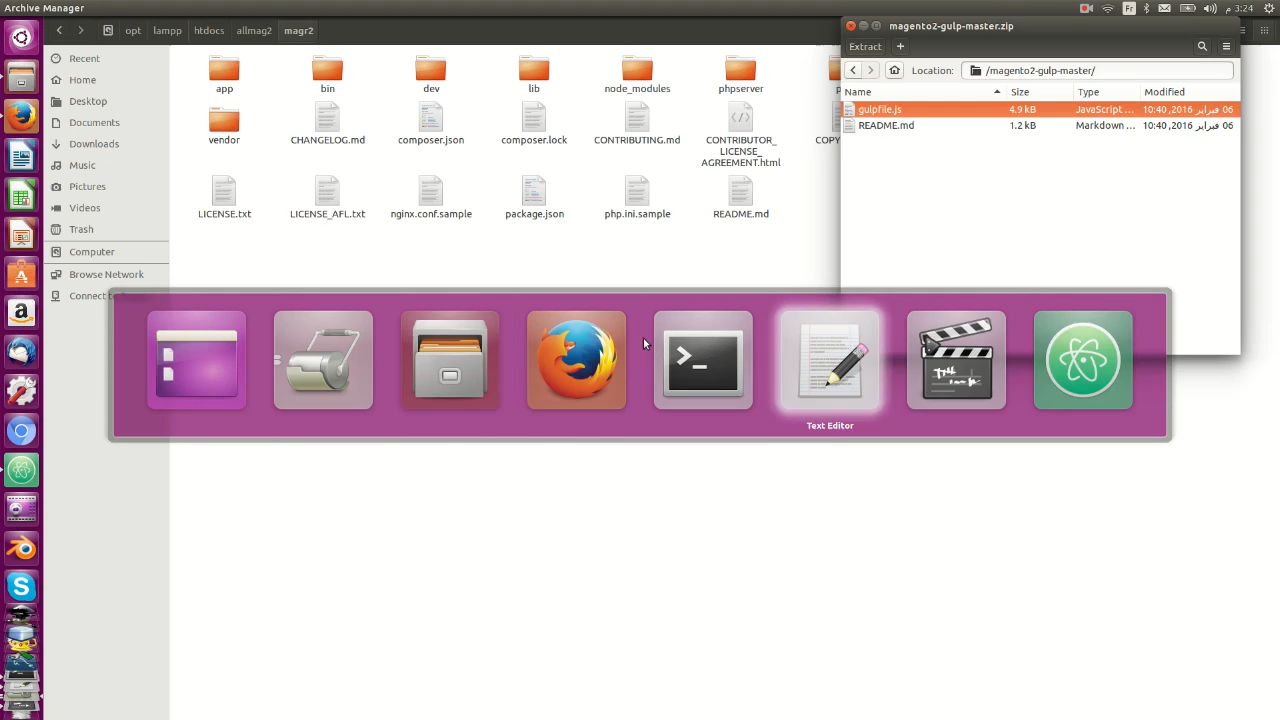 Archive Manager
Fr
م 3:24
opt
lampp
htdocs
allmag2
magr2
magento2-gulp-master.zip
Extract
Location:
/magento2-gulp-master/
Name
Size
Type
Modified
gulpfile.js
4.9 kB
JavaScript ...
06 فبراير 2016, 10:40
README.md
1.2 kB
Markdown ...
06 فبراير 2016, 10:40
Recent
Home
Desktop
Documents
Downloads
Music
Pictures
Videos
Trash
Computer
Browse Network
Connect to
app
bin
dev
lib
node_modules
phpserver
vendor
CHANGELOG.md
composer.json
composer.lock
CONTRIBUTING.md
CONTRIBUTOR_
LICENSE_
AGREEMENT.html
COPY
LICENSE.txt
LICENSE_AFL.txt
nginx.conf.sample
package.json
php.ini.sample
README.md
Text Editor